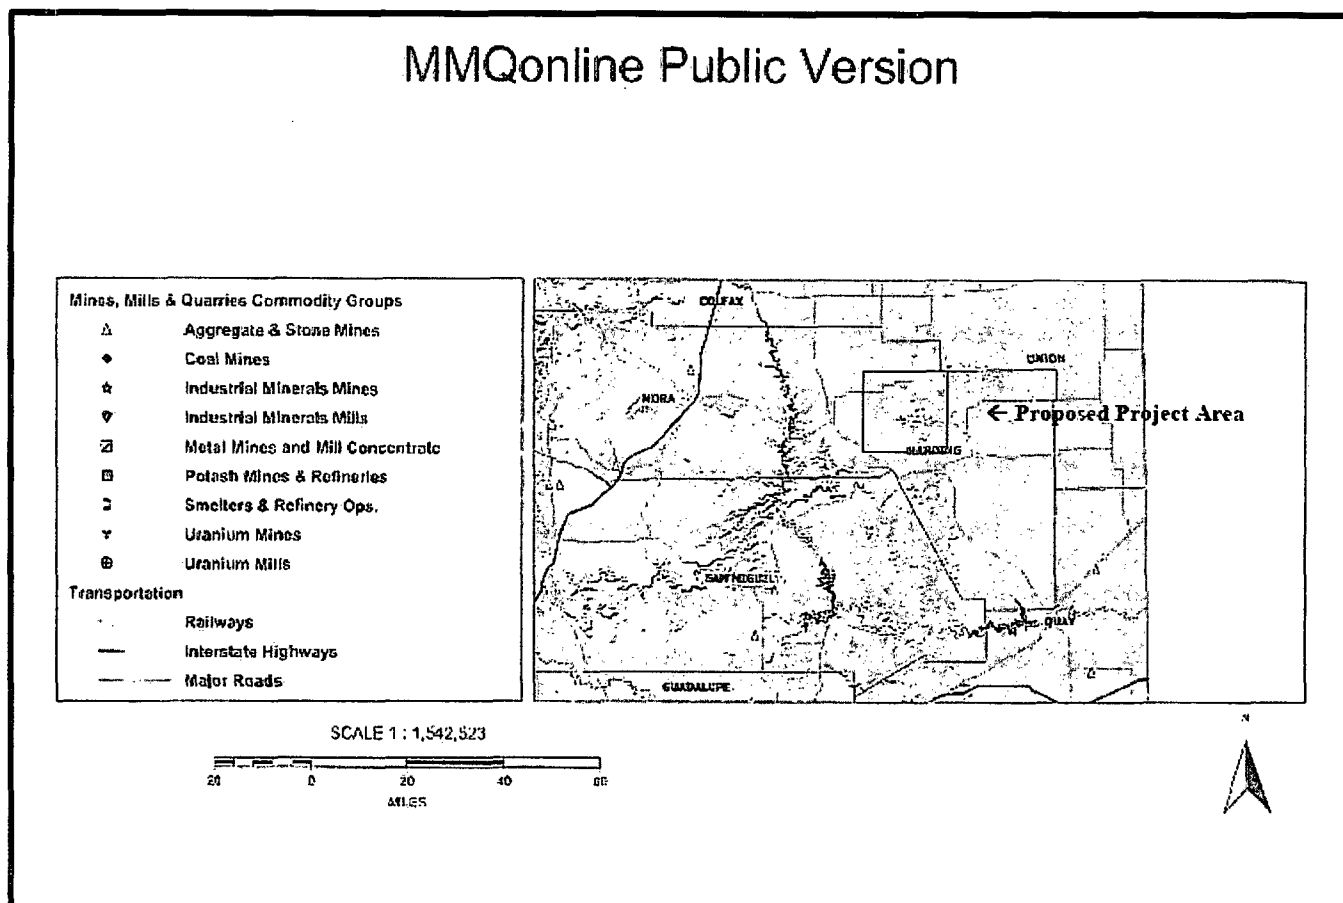 MMQonline Public Version
Mines, Mills & Quarries Commodity Groups
Aggregate & Stone Mines
Coal Mines
Industrial Minerals Mines
Industrial Minerals Mills
Metal Mines and Mill Concentrate
Potash Mines & Refineries
Smelters & Refinery Ops.
Uranium Mines
Uranium Mills
Transportation
Railways
Interstate Highways
Major Roads
COLFAX
UNION
MORA
← Proposed Project Area
HARDING
SAN MIGUEL
QUAY
GUADALUPE
SCALE 1 : 1,542,523
20 0 20 40 60
MILES
N